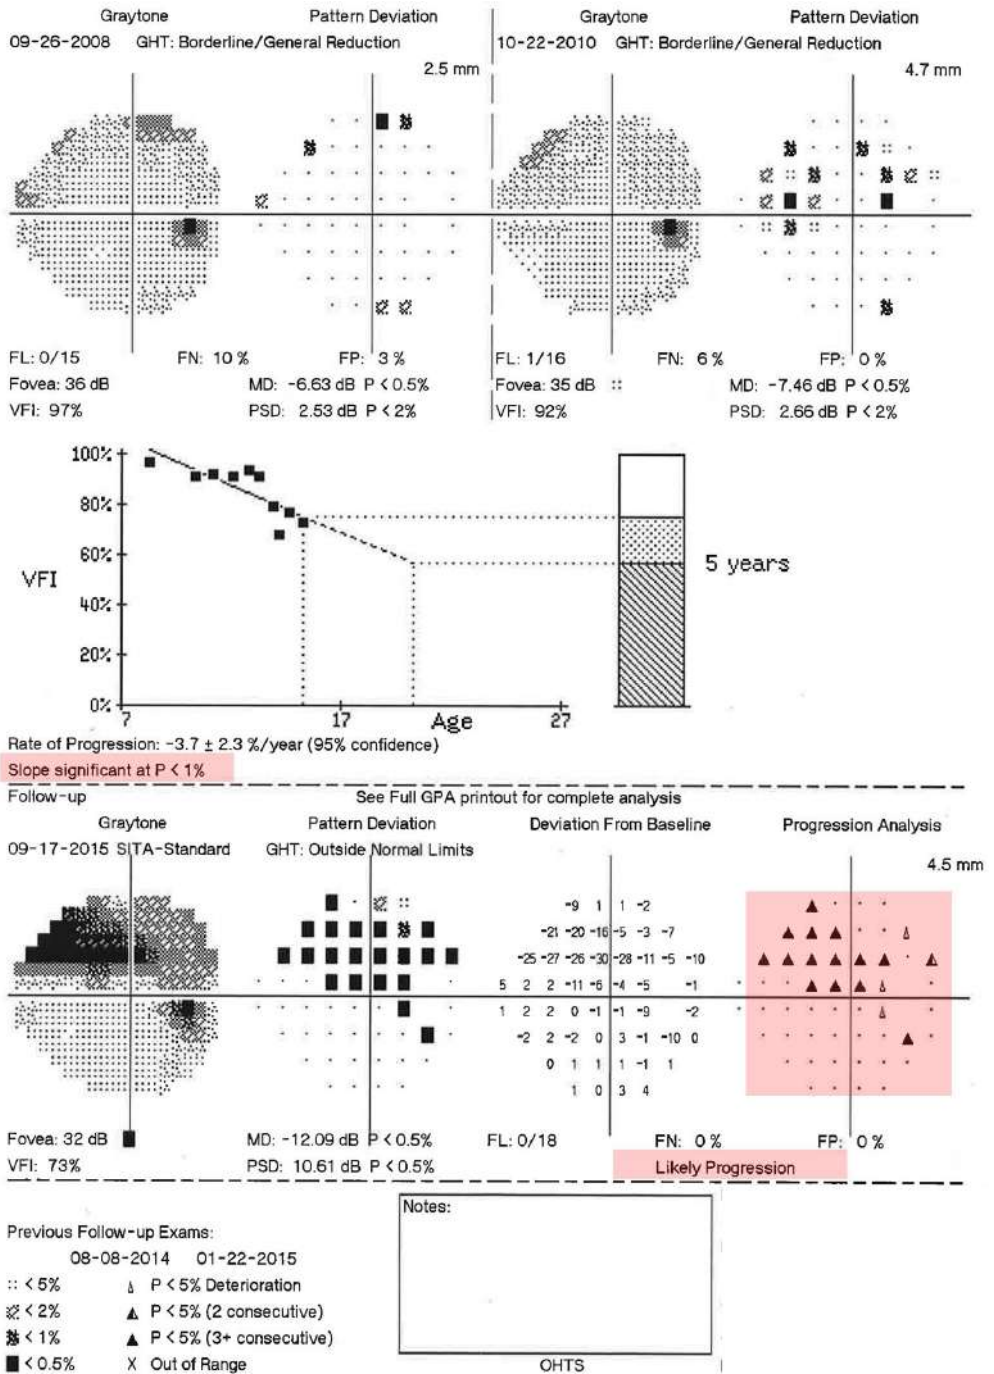 Graytone Pattern Deviation Graytone Pattern Deviation
09-26-2008 GHT: Borderline/General Reduction 10-22-2010 GHT: Borderline/General Reduction
2.5 mm 4.7 mm
FL: 0/15 FN: 10 % FP: 3 % FL: 1/16 FN: 6 % FP: 0 %
Fovea: 36 dB MD: -6.63 dB P < 0.5% Fovea: 35 dB :: MD: -7.46 dB P < 0.5%
VFI: 97% PSD: 2.53 dB P < 2% VFI: 92% PSD: 2.66 dB P < 2%
100%
80%
60%
VFI
5 years
40%
20%
0%
7 17 Age 27
Rate of Progression: -3.7 ± 2.3 %/year (95% confidence)
Slope significant at P < 1%
Follow-up See Full GPA printout for complete analysis
Graytone Pattern Deviation Deviation From Baseline Progression Analysis
09-17-2015 SITA-Standard GHT: Outside Normal Limits
4.5 mm
-9 1 1 -2
-21 -20 -16 -5 -3 -7
-25 -27 -26 -30 -28 -11 -5 -10
5 2 2 -11 -6 -4 -5 -1
1 2 2 0 -1 -1 -9 -2
-2 2 -2 0 3 -1 -10 0
0 1 1 1 -1 1
1 0 3 4
Fovea: 32 dB ■ MD: -12.09 dB P < 0.5% FL: 0/18 FN: 0 % FP: 0 %
VFI: 73% PSD: 10.61 dB P < 0.5% Likely Progression
Previous Follow-up Exams:
08-08-2014 01-22-2015
Notes:
:: < 5% P < 5% Deterioration
< 2% P < 5% (2 consecutive)
< 1% P < 5% (3+ consecutive)
■ < 0.5% X Out of Range
OHTS